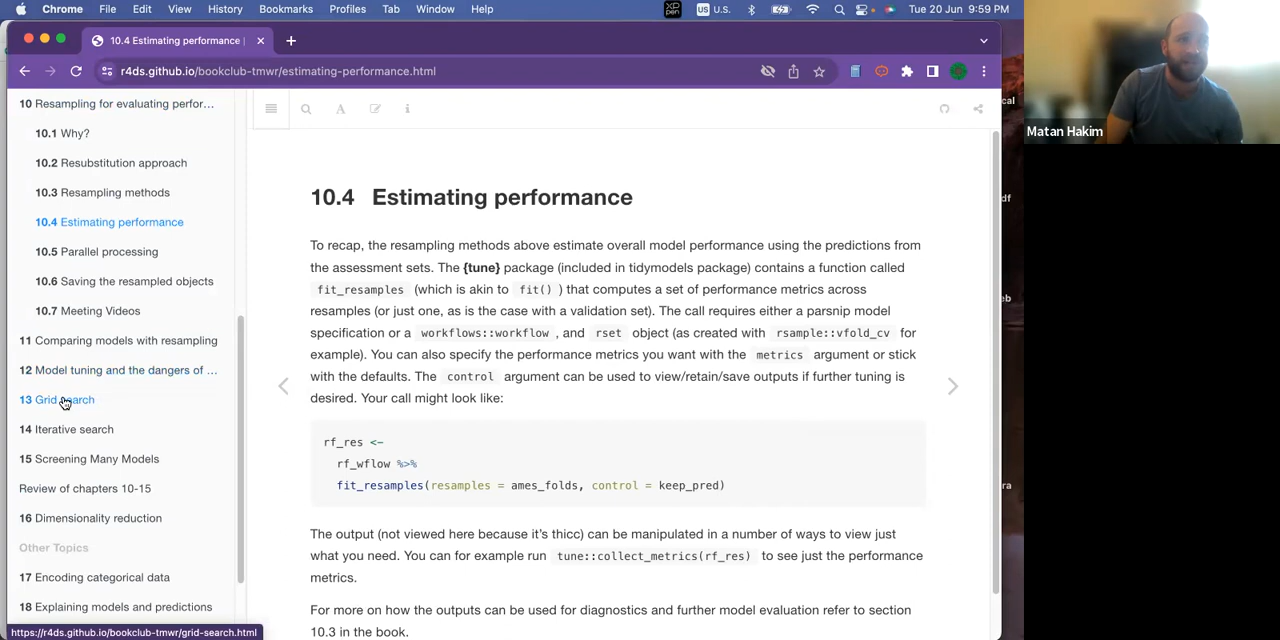 Chrome File Edit View History Bookmarks Profiles Tab Window Help
XP PEN US U.S. Tue 20 Jun 9:59 PM
10.4 Estimating performance |
r4ds.github.io/bookclub-tmwr/estimating-performance.html
10 Resampling for evaluating perfor...
10.1 Why?
10.2 Resubstitution approach
10.3 Resampling methods
10.4 Estimating performance
10.5 Parallel processing
10.6 Saving the resampled objects
10.7 Meeting Videos
11 Comparing models with resampling
12 Model tuning and the dangers of ...
13 Grid search
14 Iterative search
15 Screening Many Models
Review of chapters 10-15
16 Dimensionality reduction
Other Topics
17 Encoding categorical data
18 Explaining models and predictions
https://r4ds.github.io/bookclub-tmwr/grid-search.html
10.4 Estimating performance
To recap, the resampling methods above estimate overall model performance using the predictions from
the assessment sets. The {tune} package (included in tidymodels package) contains a function called
fit_resamples (which is akin to fit() ) that computes a set of performance metrics across
resamples (or just one, as is the case with a validation set). The call requires either a parsnip model
specification or a workflows::workflow , and rset object (as created with rsample::vfold_cv for
example). You can also specify the performance metrics you want with the metrics argument or stick
with the defaults. The control argument can be used to view/retain/save outputs if further tuning is
desired. Your call might look like:
rf_res <-
rf_wflow %>%
fit_resamples(resamples = ames_folds, control = keep_pred)
The output (not viewed here because it's thicc) can be manipulated in a number of ways to view just
what you need. You can for example run tune::collect_metrics(rf_res) to see just the performance
metrics.
For more on how the outputs can be used for diagnostics and further model evaluation refer to section
10.3 in the book.
Matan Hakim
cal
df
eb
ra